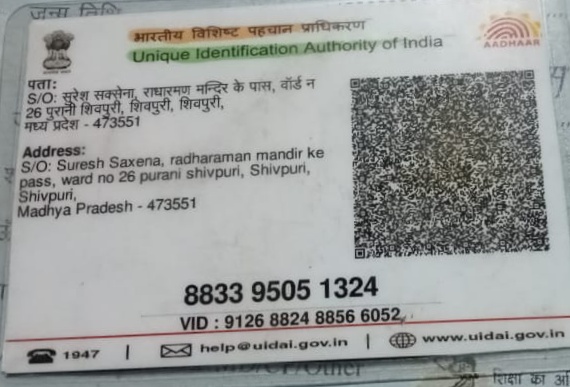 जन्म तिथि
भारतीय विशिष्ट पहचान प्राधिकरण
Unique Identification Authority of India
AADHAAR
पता:
S/O: सुरेश सक्सेना, राधारमण मन्दिर के पास, वॉर्ड न
26 पुरानी शिवपुरी, शिवपुरी, शिवपुरी,
मध्य प्रदेश - 473551
Address:
S/O: Suresh Saxena, radharaman mandir ke
pass, ward no 26 purani shivpuri, Shivpuri,
Shivpuri,
Madhya Pradesh - 473551
8833 9505 1324
VID : 9126 8824 8856 6052
1947 | help@uidai.gov.in | www.uidai.gov.in
/Other
शिक्षा का